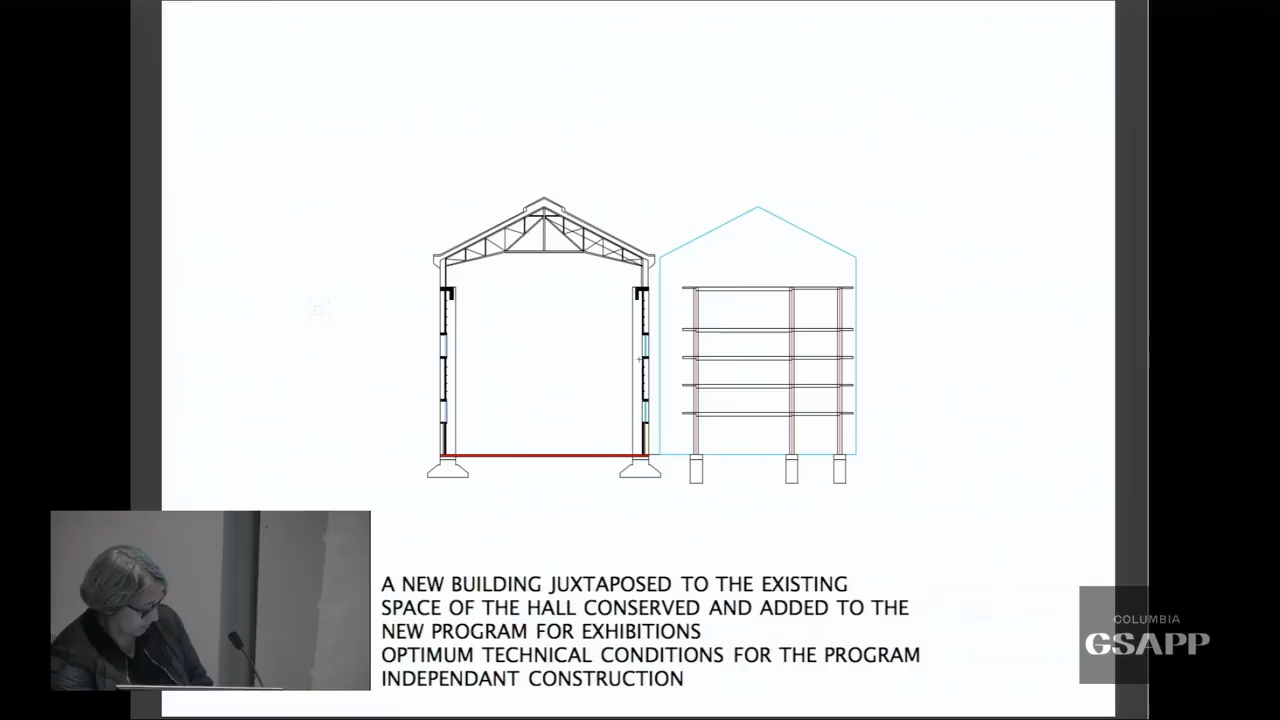 A NEW BUILDING JUXTAPOSED TO THE EXISTING
SPACE OF THE HALL CONSERVED AND ADDED TO THE
NEW PROGRAM FOR EXHIBITIONS
OPTIMUM TECHNICAL CONDITIONS FOR THE PROGRAM
INDEPENDANT CONSTRUCTION
COLUMBIA
GSAPP